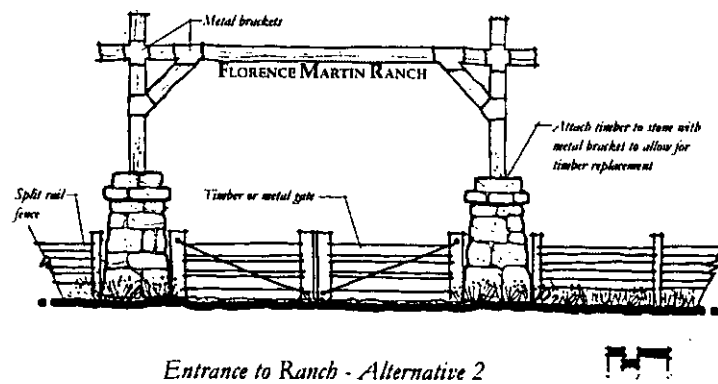 Metal brackets
FLORENCE MARTIN RANCH
Attach timber to stone with
metal bracket to allow for
timber replacement
Split rail
fence
Timber or metal gate
Entrance to Ranch - Alternative 2